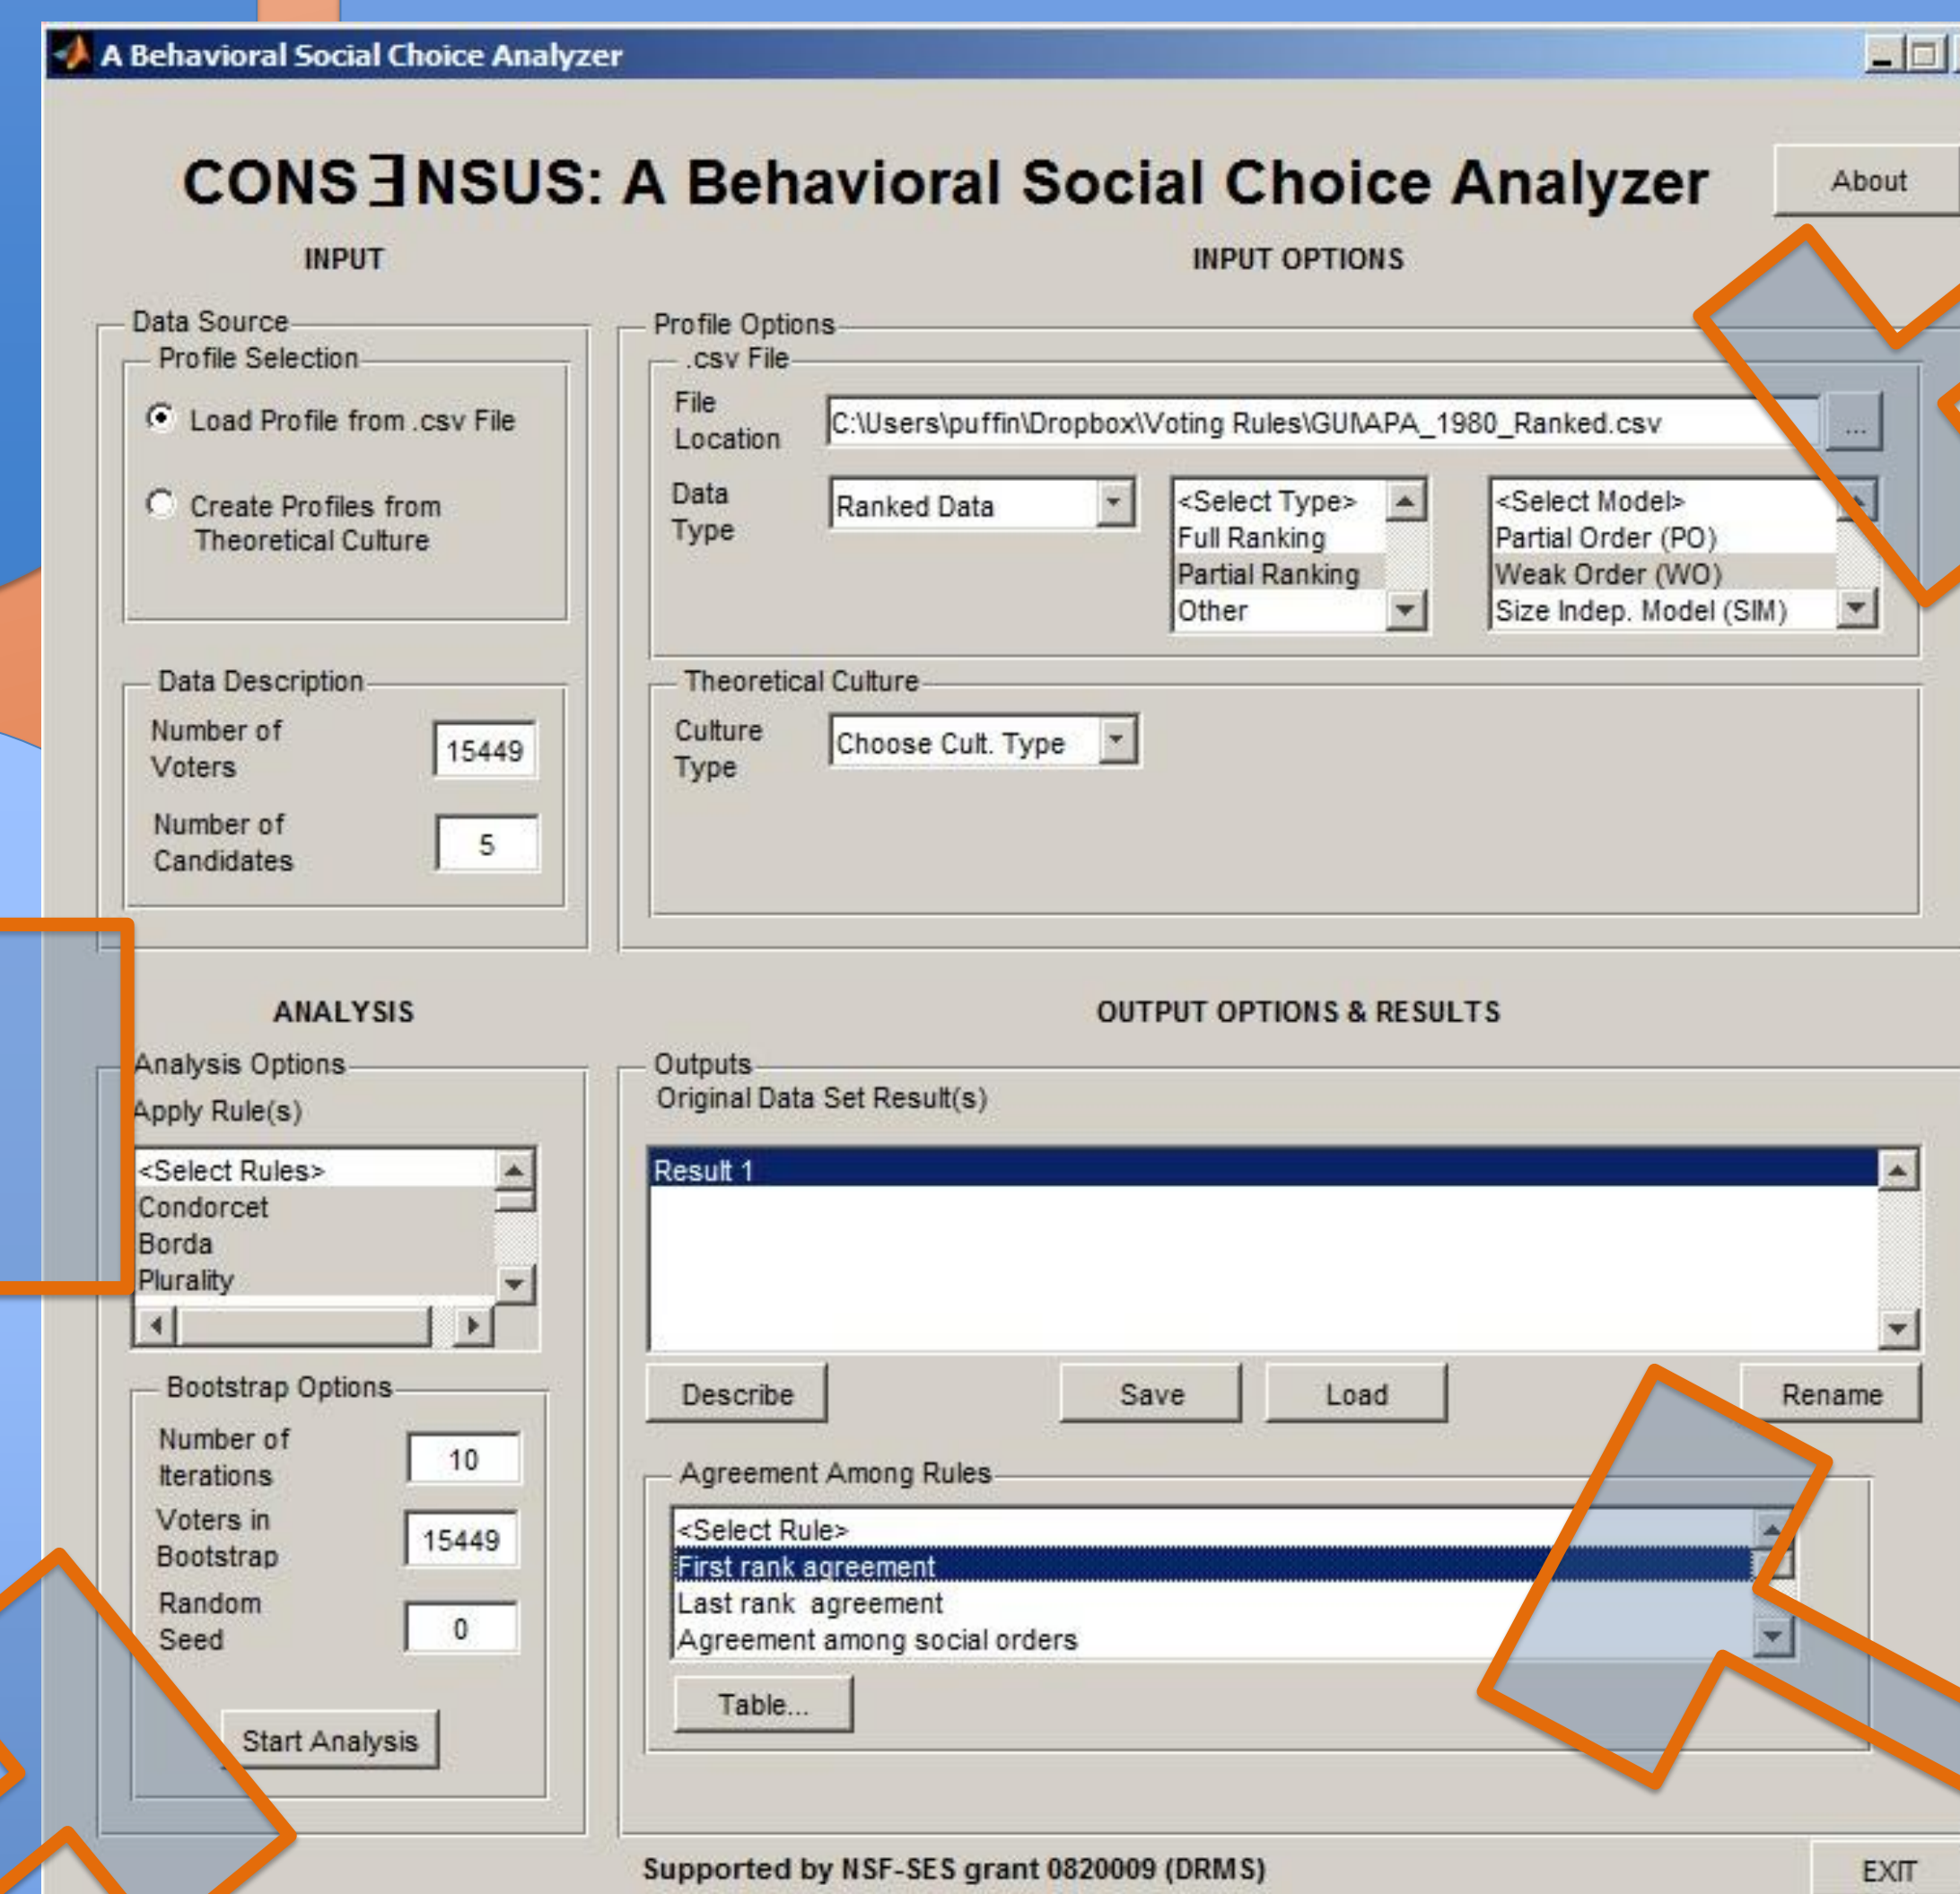 A Behavioral Social Choice Analyzer
CONSƎNSUS: A Behavioral Social Choice Analyzer
About
INPUT
INPUT OPTIONS
Data Source
Profile Selection
Load Profile from .csv File
Create Profiles from
Theoretical Culture
Data Description
Number of
Voters
15449
Number of
Candidates
5
Profile Options
.csv File
File
Location
C:\Users\puffin\Dropbox\Voting Rules\GUI\APA_1980_Ranked.csv
...
Data
Type
Ranked Data
<Select Type>
Full Ranking
Partial Ranking
Other
<Select Model>
Partial Order (PO)
Weak Order (WO)
Size Indep. Model (SIM)
Theoretical Culture
Culture
Type
Choose Cult. Type
ANALYSIS
OUTPUT OPTIONS & RESULTS
Analysis Options
Apply Rule(s)
<Select Rules>
Condorcet
Borda
Plurality
Bootstrap Options
Number of
Iterations
10
Voters in
Bootstrap
15449
Random
Seed
0
Start Analysis
Outputs
Original Data Set Result(s)
Result 1
Describe
Save
Load
Rename
Agreement Among Rules
<Select Rule>
First rank agreement
Last rank agreement
Agreement among social orders
Table...
Supported by NSF-SES grant 0820009 (DRMS)
EXIT